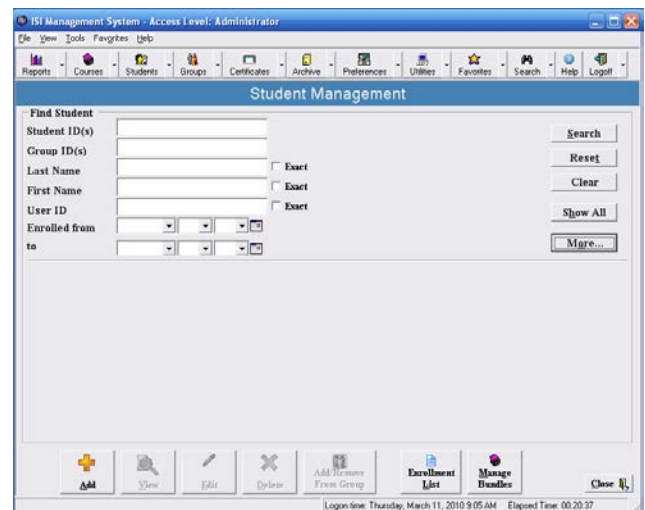 ISI Management System - Access Level: Administrator
File View Tools Favorites Help
Reports Courses Students Groups Certificates Archive Preferences Utilities Favorites Search Help Logoff
Student Management
Find Student
Student ID(s)
Search
Group ID(s)
Reset
Last Name Exact
First Name Exact
Clear
User ID Exact
Show All
Enrolled from
to
More...
Add View Edit Delete Add/Remove From Group Enrollment List Manage Bundles Close
Logon time: Thursday, March 11, 2010 9:05 AM Elapsed Time: 00:20:37